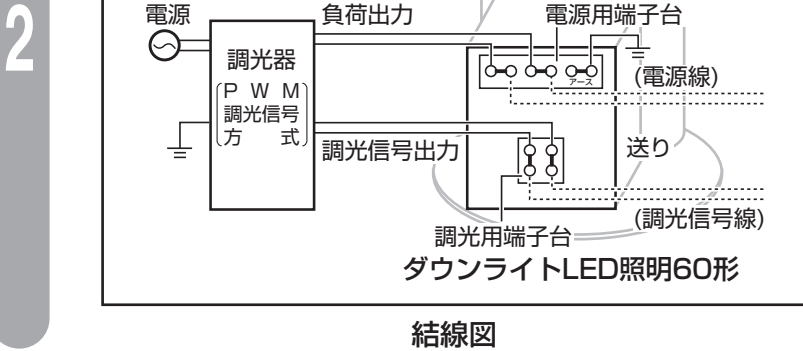 2
電源
負荷出力
電源用端子台
調光器
P W M
調光信号
方 式
アース
(電源線)
調光信号出力
送り
(調光信号線)
調光用端子台
ダウンライトLED照明60形
結線図